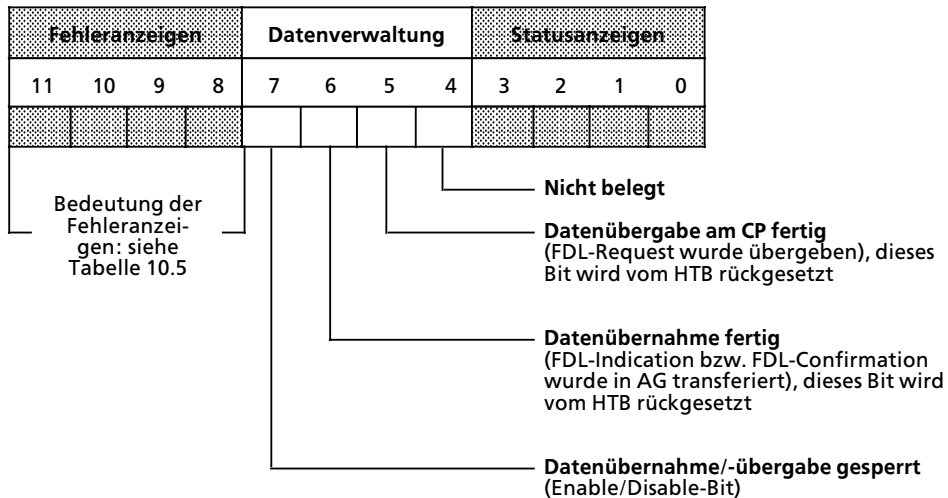 Fehleranzeigen Datenverwaltung Statusanzeigen
11 10 9 8 7 6 5 4 3 2 1 0
Bedeutung der
Fehleranzei-
gen: siehe
Tabelle 10.5
Nicht belegt
Datenübergabe am CP fertig
(FDL-Request wurde übergeben), dieses
Bit wird vom HTB rückgesetzt
Datenübernahme fertig
(FDL-Indication bzw. FDL-Confirmation
wurde in AG transferiert), dieses Bit wird
vom HTB rückgesetzt
Datenübernahme/-übergabe gesperrt
(Enable/Disable-Bit)